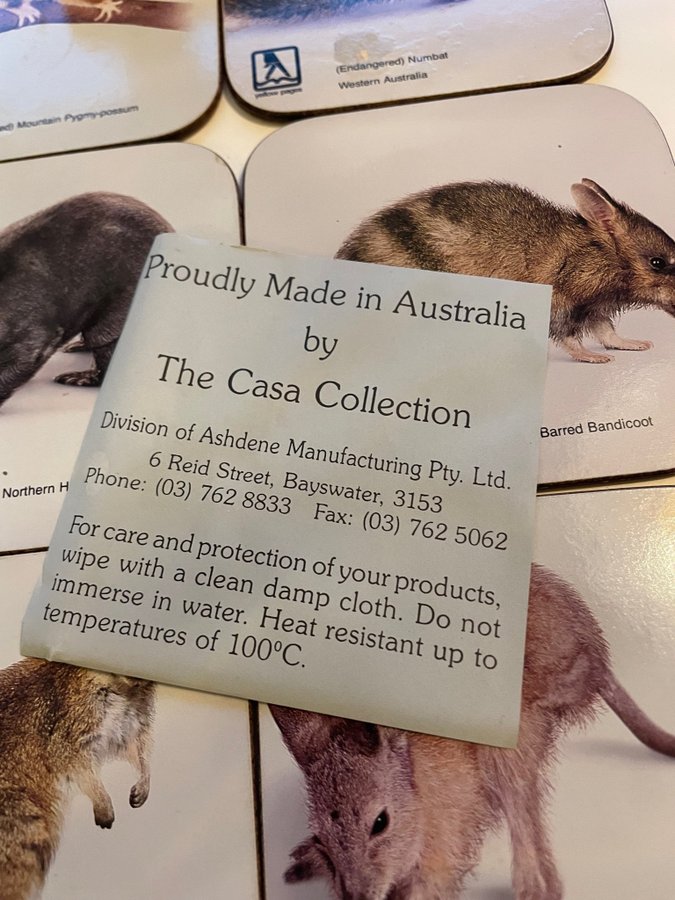 yellow pages
(Endangered) Numbat
Western Australia
Mountain Pygmy-possum
Proudly Made in Australia
by
The Casa Collection
Division of Ashdene Manufacturing Pty. Ltd.
6 Reid Street, Bayswater, 3153
Phone: (03) 762 8833 Fax: (03) 762 5062
For care and protection of your products,
wipe with a clean damp cloth. Do not
immerse in water. Heat resistant up to
temperatures of 100ºC.
Barred Bandicoot
Northern